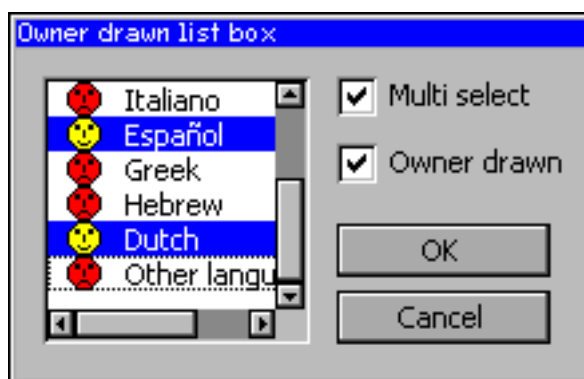 Owner drawn list box
Italiano
Español
Greek
Hebrew
Dutch
Other langu
Multi select
Owner drawn
OK
Cancel